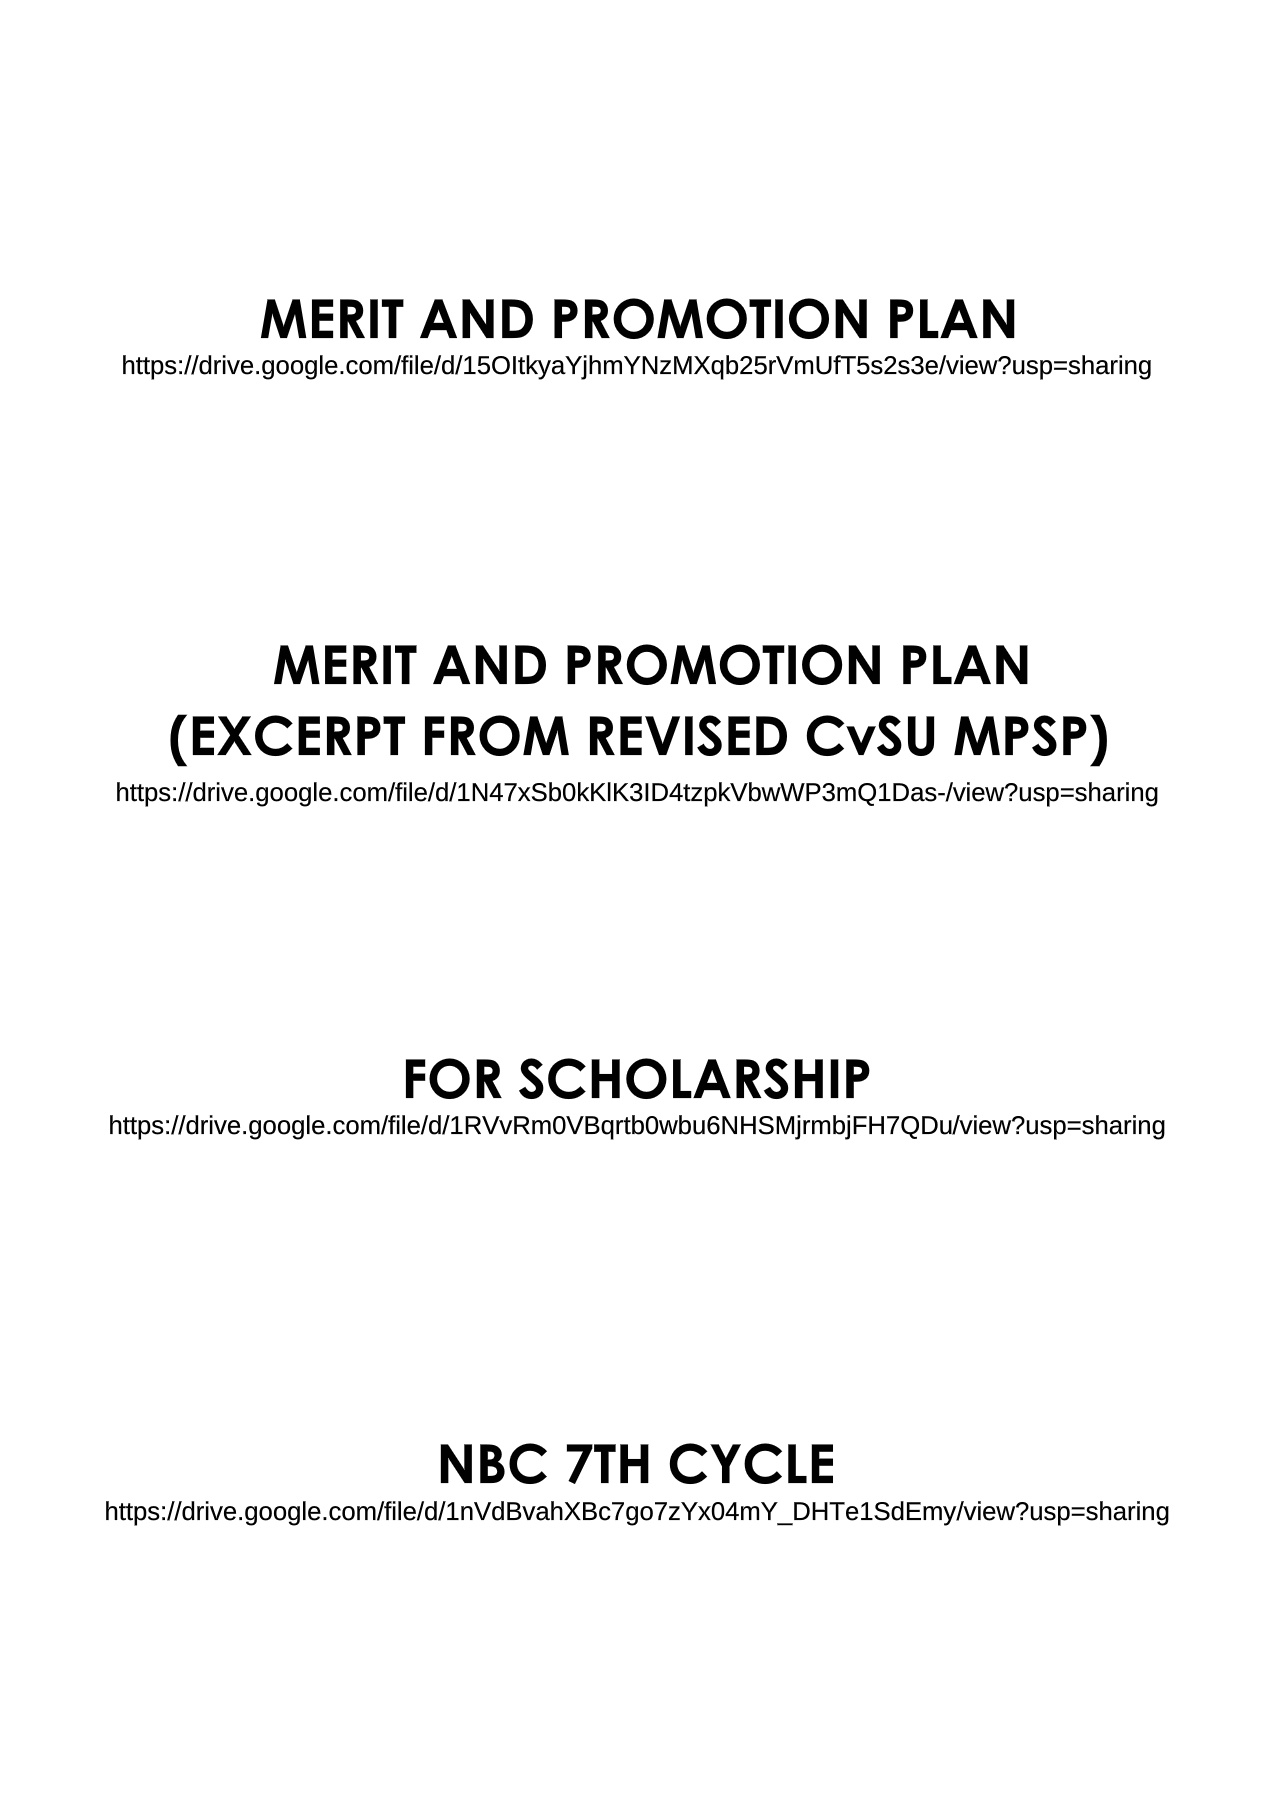 MERIT AND PROMOTION PLAN
https://drive.google.com/file/d/15OItkyaYjhmYNzMXqb25rVmUfT5s2s3e/view?usp=sharing
MERIT AND PROMOTION PLAN
(EXCERPT FROM REVISED CvSU MPSP)
https://drive.google.com/file/d/1N47xSb0kKlK3ID4tzpkVbwWP3mQ1Das-/view?usp=sharing
FOR SCHOLARSHIP
https://drive.google.com/file/d/1RVvRm0VBqrtb0wbu6NHSMjrmbjFH7QDu/view?usp=sharing
NBC 7TH CYCLE
https://drive.google.com/file/d/1nVdBvahXBc7go7zYx04mY_DHTe1SdEmy/view?usp=sharing